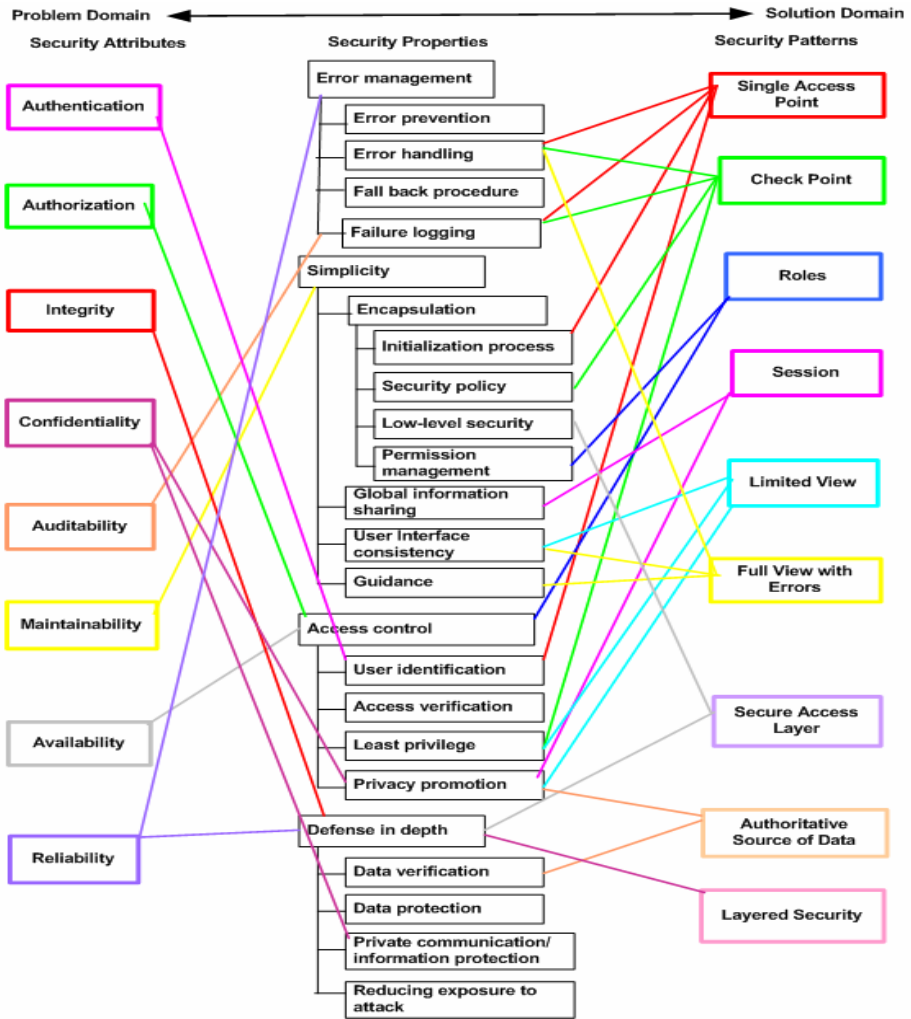 Problem Domain
Solution Domain
Security Attributes
Security Properties
Security Patterns
Authentication
Authorization
Integrity
Confidentiality
Auditability
Maintainability
Availability
Reliability
Error management
Error prevention
Error handling
Fall back procedure
Failure logging
Simplicity
Encapsulation
Initialization process
Security policy
Low-level security
Permission
management
Global information
sharing
User Interface
consistency
Guidance
Access control
User identification
Access verification
Least privilege
Privacy promotion
Defense in depth
Data verification
Data protection
Private communication/
information protection
Reducing exposure to
attack
Single Access
Point
Check Point
Roles
Session
Limited View
Full View with
Errors
Secure Access
Layer
Authoritative
Source of Data
Layered Security